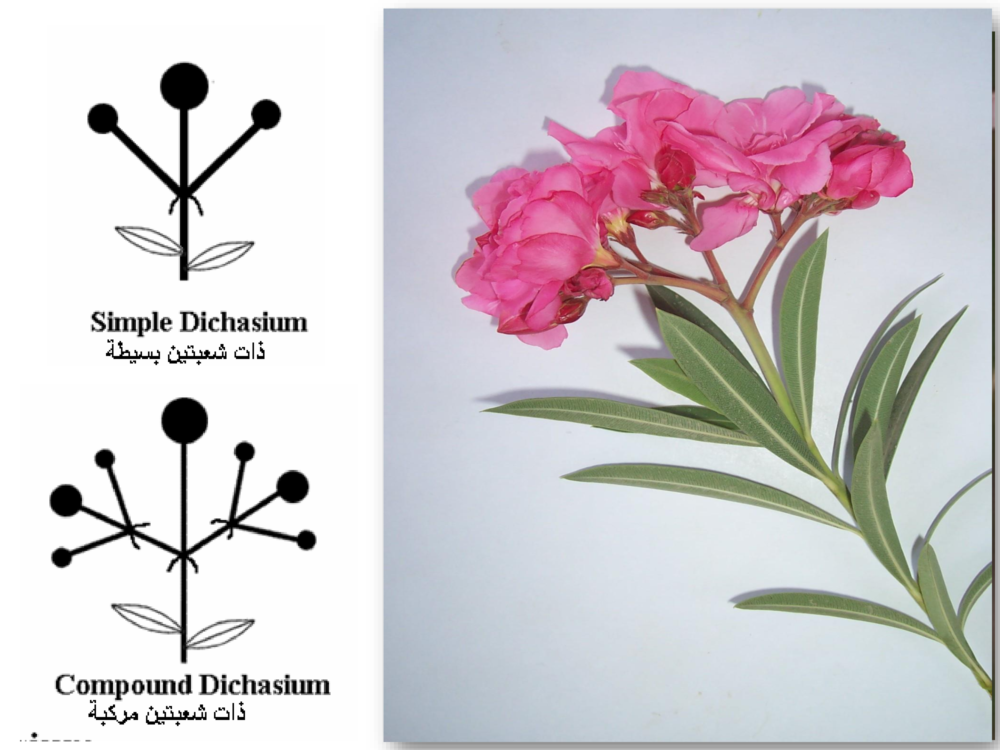 Simple Dichasium
ذات شعبتين بسيطة
Compound Dichasium
ذات شعبتين مركبة